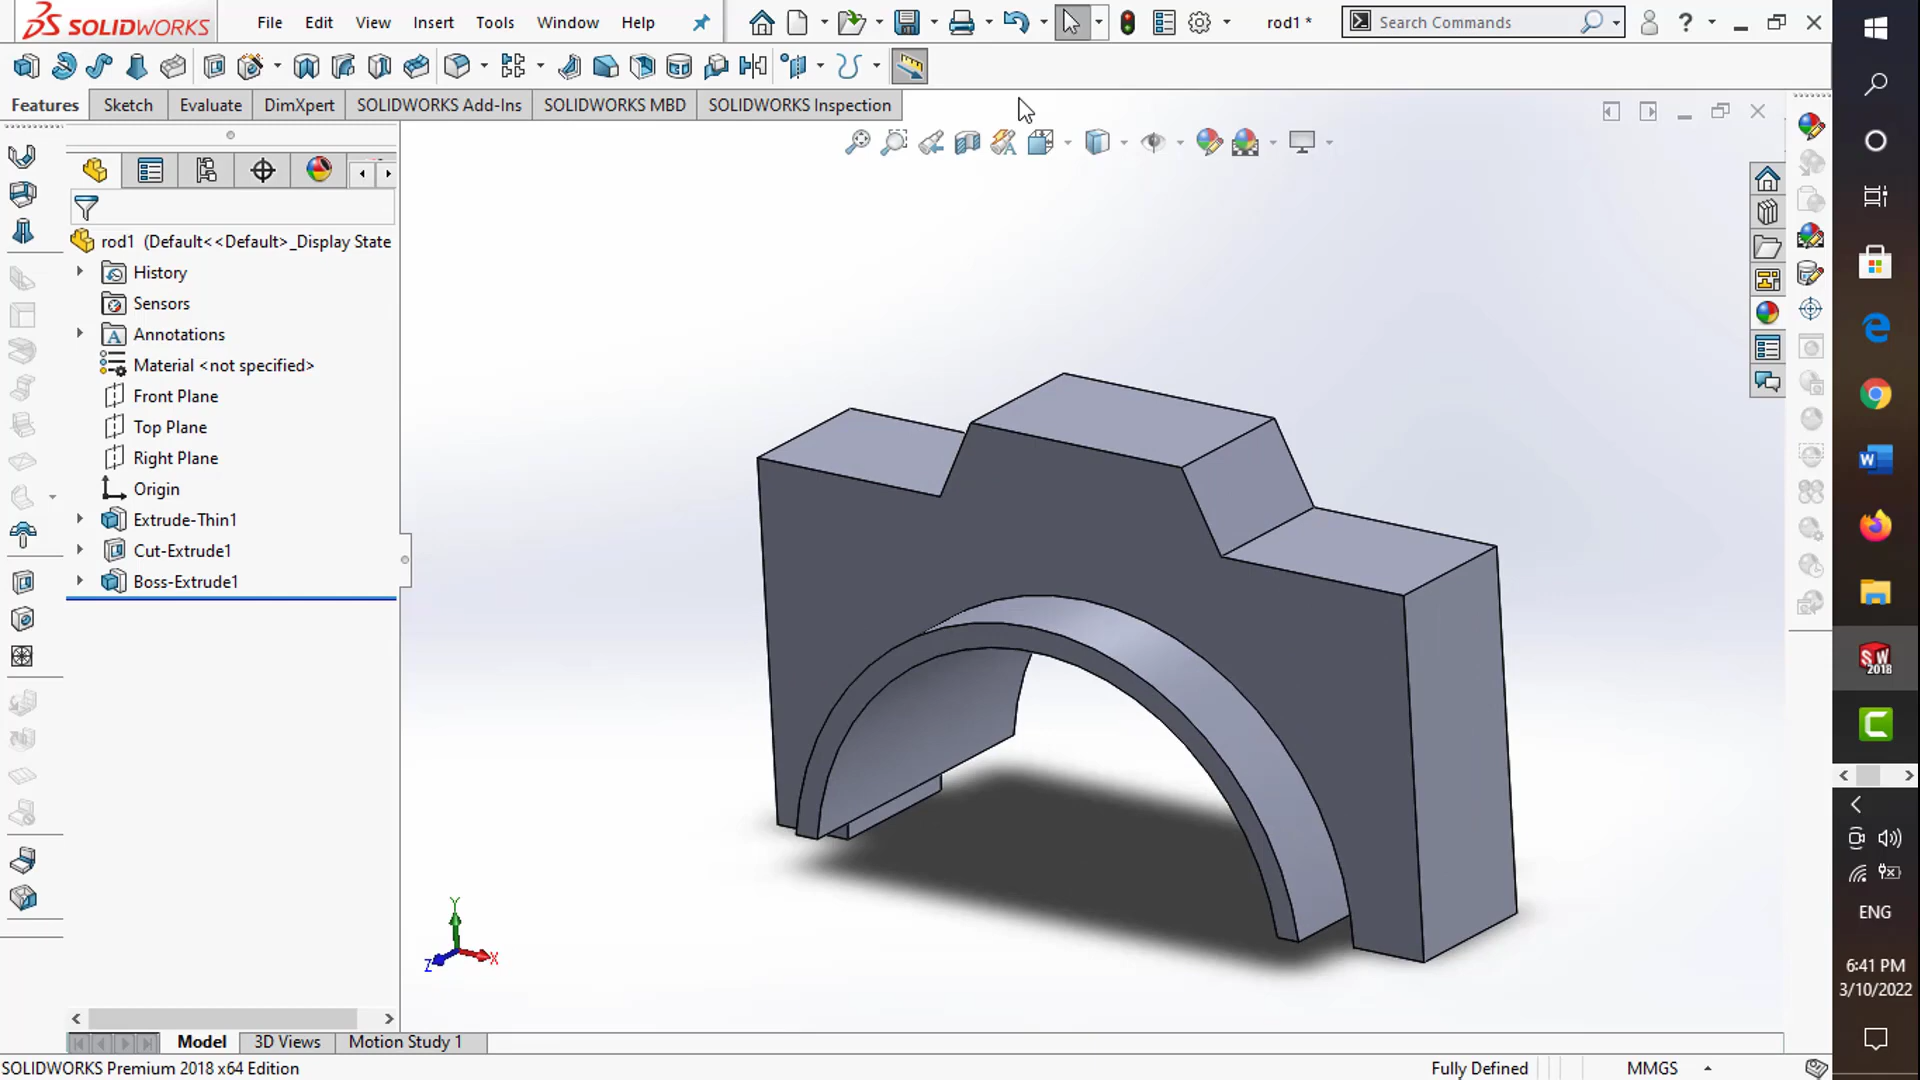 SOLIDWORKS File Edit View Insert Tools Window Help rod1 * Search Commands ?
Features Sketch Evaluate DimXpert SOLIDWORKS Add-Ins SOLIDWORKS MBD SOLIDWORKS Inspection
rod1 (Default<<Default>_Display State
History
Sensors
A Annotations
Material <not specified>
Front Plane
Top Plane
Right Plane
Origin
Extrude-Thin1
Cut-Extrude1
Boss-Extrude1
Y
Z X
W
SW
2018
C
ENG
6:41 PM
3/10/2022
Model 3D Views Motion Study 1
SOLIDWORKS Premium 2018 x64 Edition Fully Defined MMGS